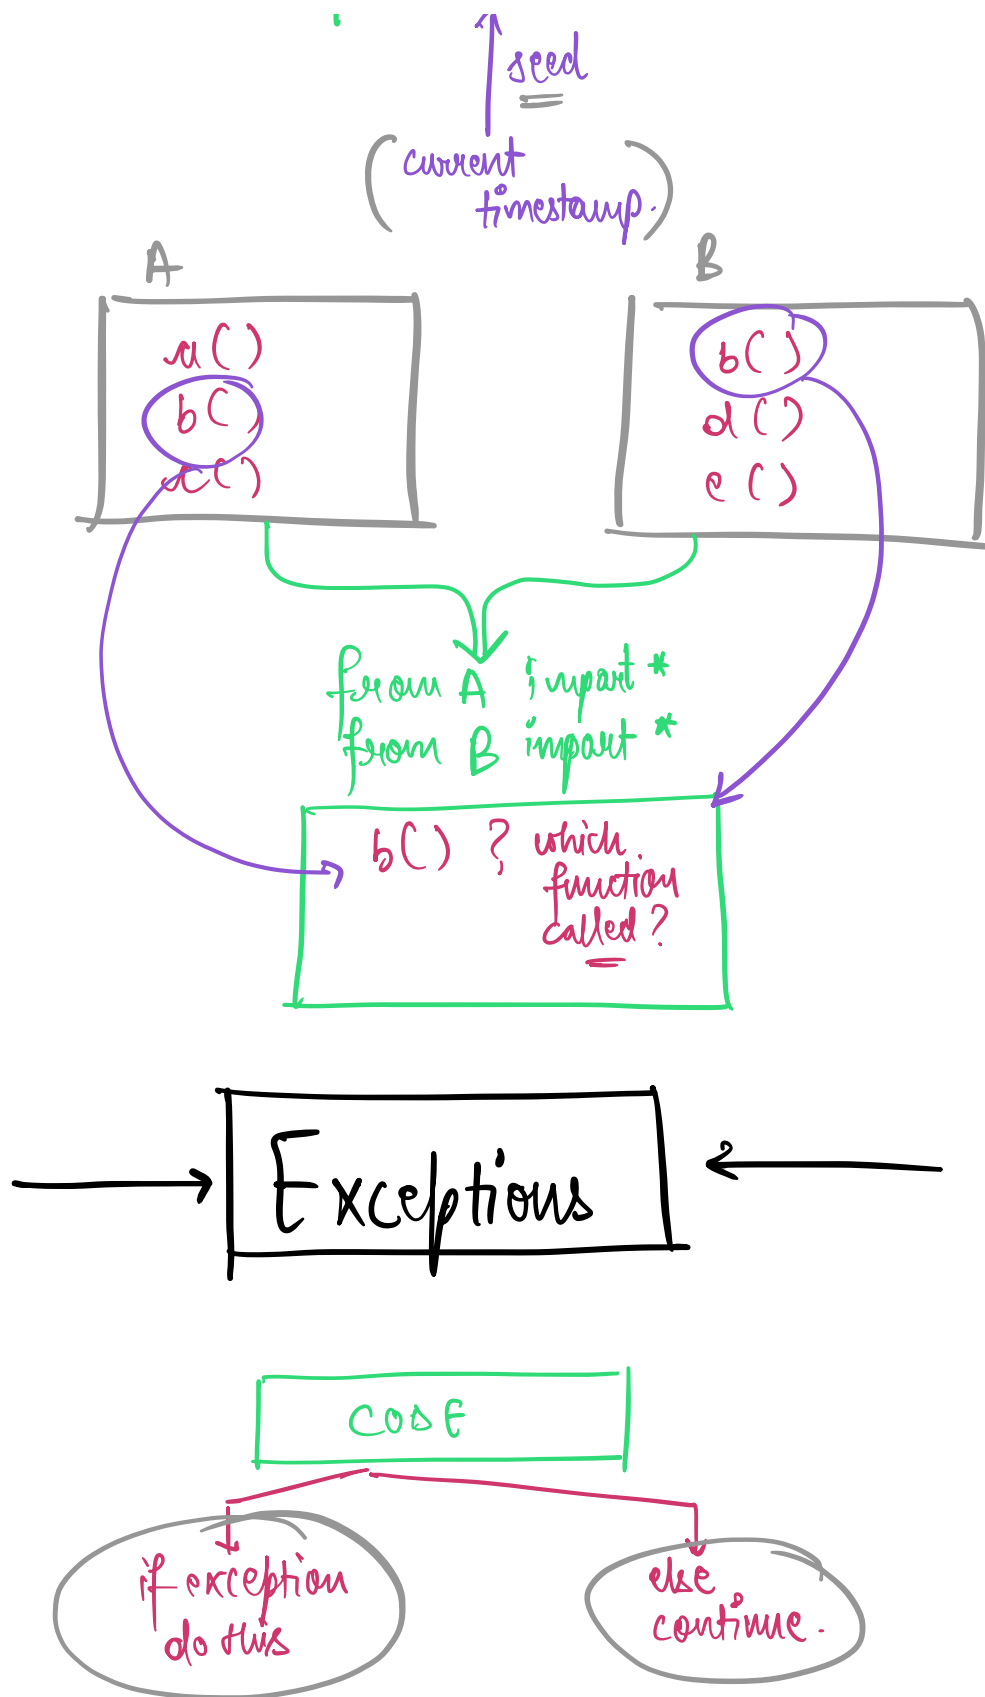 seed
(current
timestamp.)
A
B
a()
b()
c()
b()
d()
e()
from A import *
from B import *
b() ? which
function
called?
Exceptions
CODE
if exception
do this
else
continue.